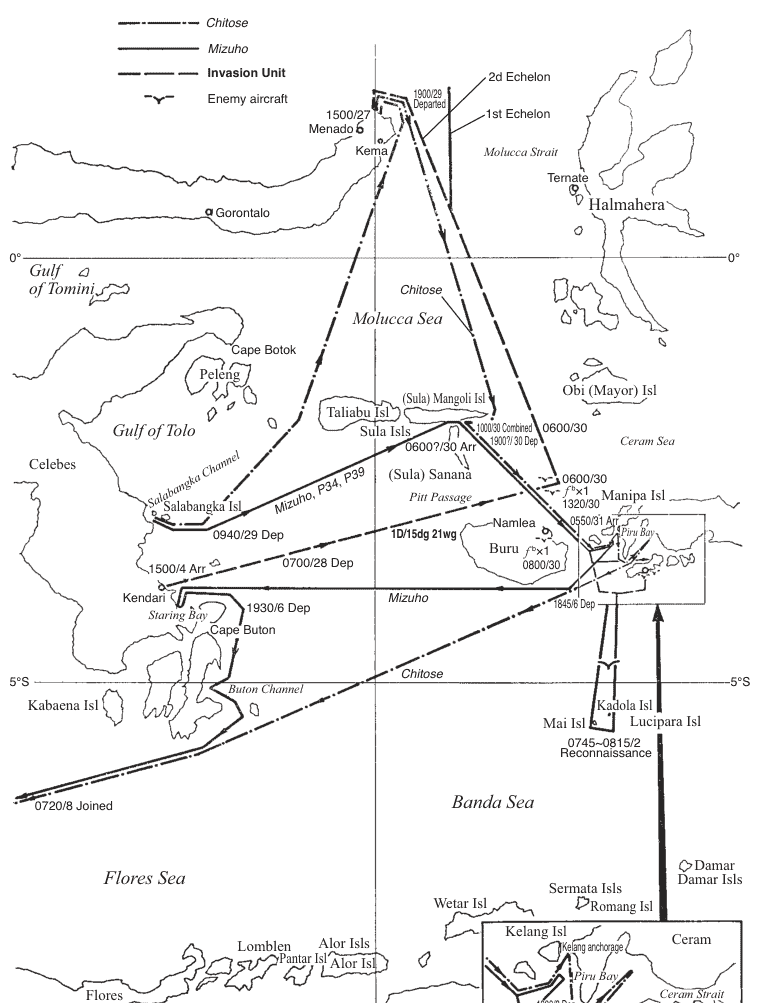 Chitose
Mizuho
Invasion Unit
Enemy aircraft
2d Echelon
1st Echelon
1900/29
Departed
1500/27
Menado
Kema
Molucca Strait
Ternate
Halmahera
Gorontalo
0°
0°
Gulf
of Tomini
Chitose
Molucca Sea
Cape Botok
Peleng
Obi (Mayor) Isl
(Sula) Mangoli Isl
Taliabu Isl
Sula Isls
1000/30 Combined
1900?/ 30 Dep
0600/30
Gulf of Tolo
Ceram Sea
0600?/30 Arr
Celebes
Salabangka Channel
(Sula) Sanana
Mizuho, P34, P39
0600/30
×1
1320/30
Manipa Isl
Pitt Passage
Salabangka Isl
0940/29 Dep
Namlea
0550/31 Arr
Piru Bay
1D/15dg 21wg
Buru
×1
0800/30
0700/28 Dep
1500/4 Arr
Kendari
Mizuho
1845/6 Dep
1930/6 Dep
Staring Bay
Cape Buton
Chitose
5°S
5°S
Buton Channel
Kabaena Isl
Kadola Isl
Mai Isl
Lucipara Isl
0745~0815/2
Reconnaissance
0720/8 Joined
Banda Sea
Flores Sea
Damar
Damar Isls
Sermata Isls
Romang Isl
Wetar Isl
Kelang Isl
Ceram
Kelang anchorage
Alor Isls
Lomblen
Pantar Isl
Alor Isl
Piru Bay
Flores
Ceram Strait